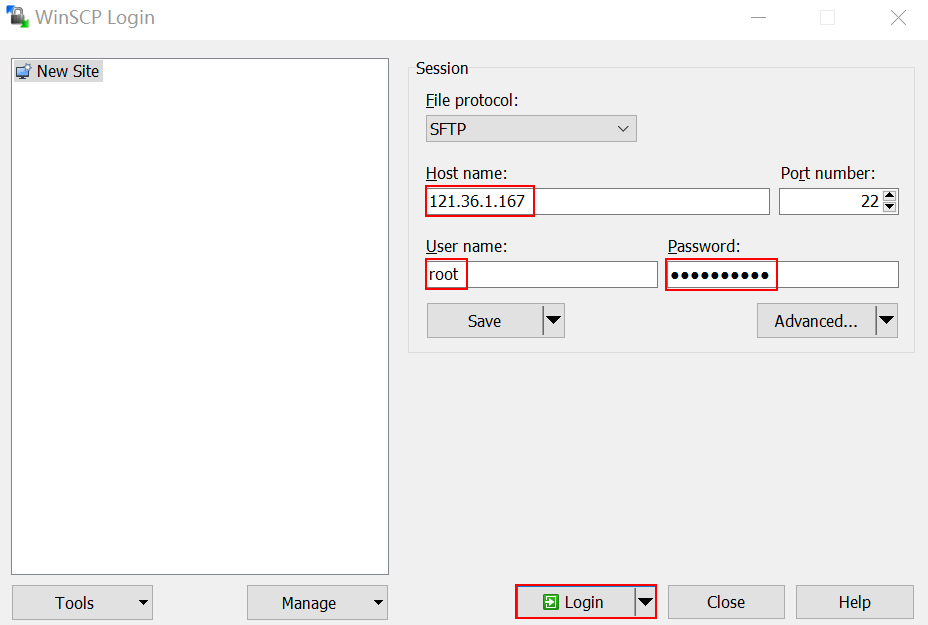 WinSCP Login
New Site
Session
File protocol:
SFTP
Host name:
Port number:
121.36.1.167
22
User name:
Password:
root
●●●●●●●●●●
Save
Advanced...
Tools
Manage
Login
Close
Help